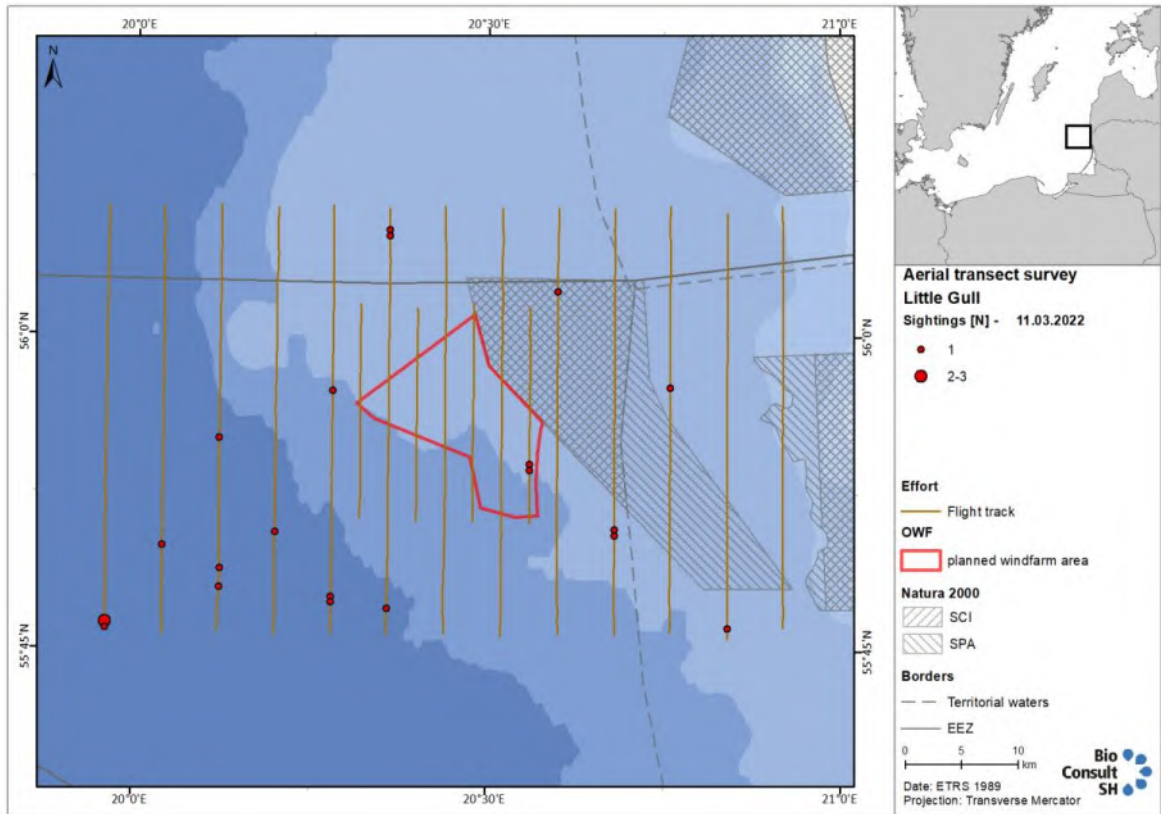 20°0'E 20°30'E 21°0'E
N
56°0'N 56°0'N
55°45'N 55°45'N
20°0'E 20°30'E 21°0'E
Aerial transect survey
Little Gull
Sightings [N] - 11.03.2022
1
2-3
Effort
Flight track
OWF
planned windfarm area
Natura 2000
SCI
SPA
Borders
Territorial waters
EEZ
0 5 10
km
Date: ETRS 1989
Projection: Transverse Mercator
Bio
Consult
SH